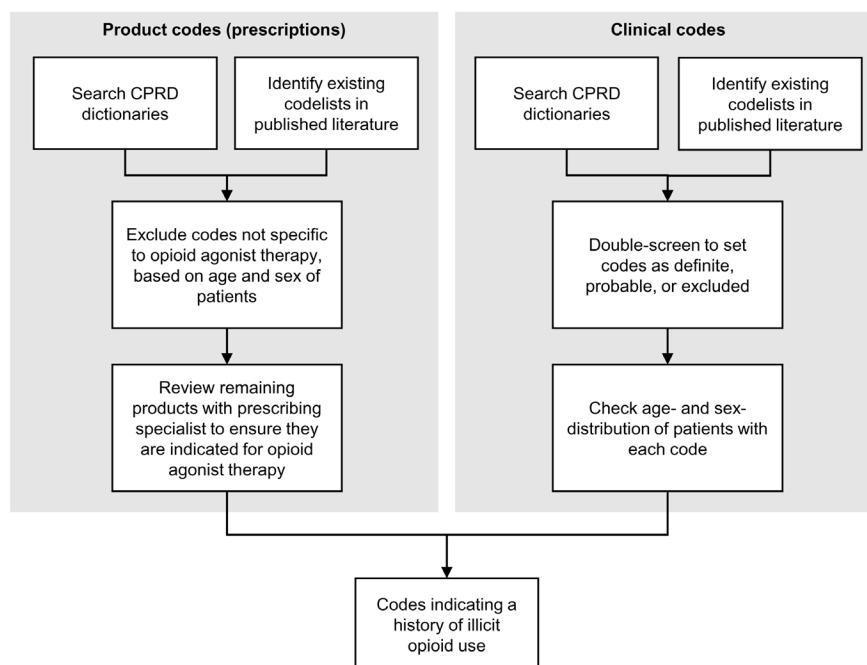 Product codes (prescriptions)
Search CPRD
dictionaries
Identify existing
codelists in
published literature
Exclude codes not specific
to opioid agonist therapy,
based on age and sex of
patients
Review remaining
products with prescribing
specialist to ensure they
are indicated for opioid
agonist therapy
Clinical codes
Search CPRD
dictionaries
Identify existing
codelists in
published literature
Double-screen to set
codes as definite,
probable, or excluded
Check age- and sex-
distribution of patients with
each code
Codes indicating a
history of illicit
opioid use